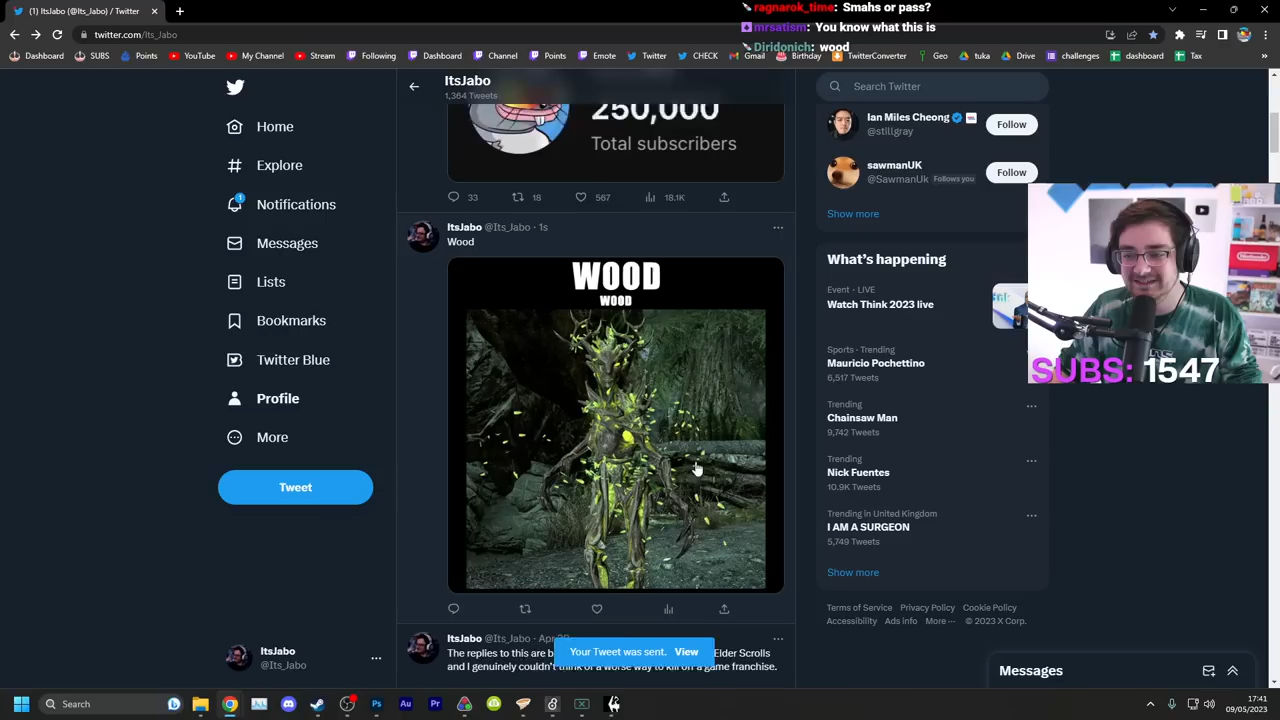 (1) ItsJabo (@Its_Jabo) / Twitter
ragnarok_time: Smahs or pass?
mrsatism: You know what this is
Diridonich: wood
twitter.com/Its_Jabo
Dashboard
Points
YouTube
My Channel
Stream
Following
Dashboard
Channel
Points
Emote
Twitter
CHECK
Gmail
Birthday
TwitterConverter
Geo
tuka
Drive
challenges
dashboard
Tax
Home
Explore
1
Notifications
Messages
Lists
Bookmarks
Twitter Blue
Profile
More
Tweet
ItsJabo
@Its_Jabo
ItsJabo
1,364 Tweets
250,000
Total subscribers
33
18
567
18.1K
ItsJabo @Its_Jabo · 1s
Wood
WOOD
WOOD
ItsJabo @Its_Jabo
The replies to this are
Elder Scrolls
and I genuinely couldn't think of a worse way to kill off a game franchise.
Your Tweet was sent. View
Search Twitter
Ian Miles Cheong
@stillgray
Follow
sawmanUK
@SawmanUk Follows you
Follow
Show more
What's happening
Event · LIVE
Watch Think 2023 live
Sports · Trending
Mauricio Pochettino
6,517 Tweets
Trending
Chainsaw Man
9,742 Tweets
Trending
Nick Fuentes
10.9K Tweets
Trending in United Kingdom
I AM A SURGEON
5,749 Tweets
Show more
Terms of Service Privacy Policy Cookie Policy
Accessibility Ads info More ··· © 2023 X Corp.
Nintendo
SUBS: 1547
Messages
Search
17:41
09/05/2023